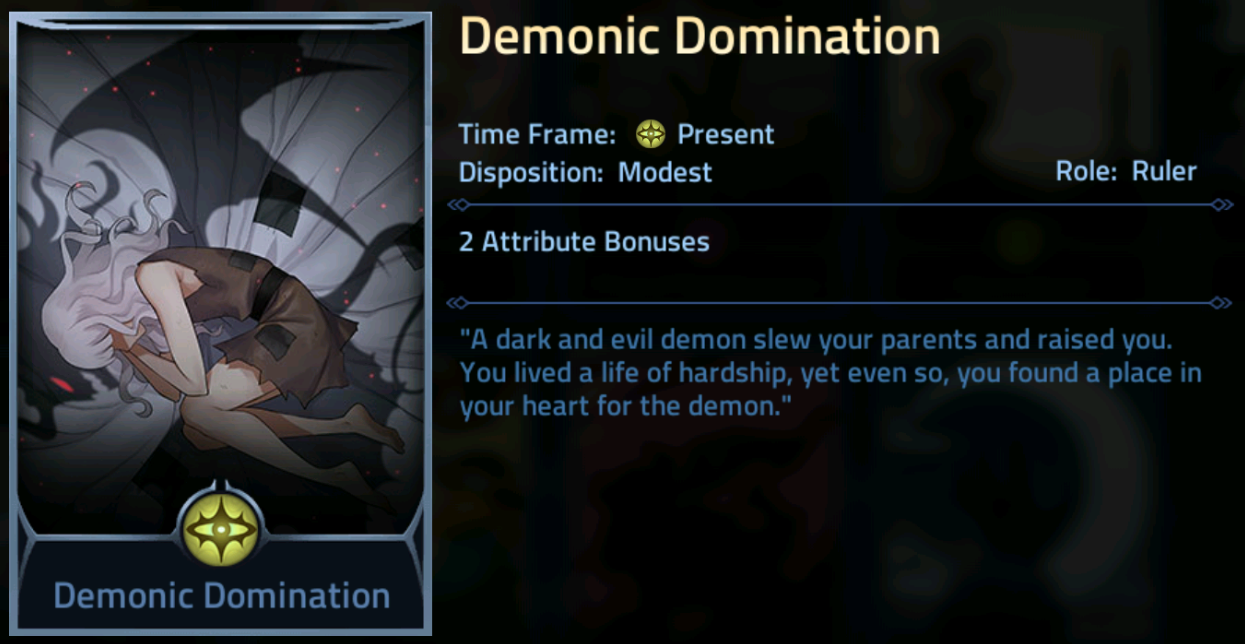 Demonic Domination
Time Frame: Present
Disposition: Modest
Role: Ruler
2 Attribute Bonuses
"A dark and evil demon slew your parents and raised you.
You lived a life of hardship, yet even so, you found a place in
your heart for the demon."
Demonic Domination